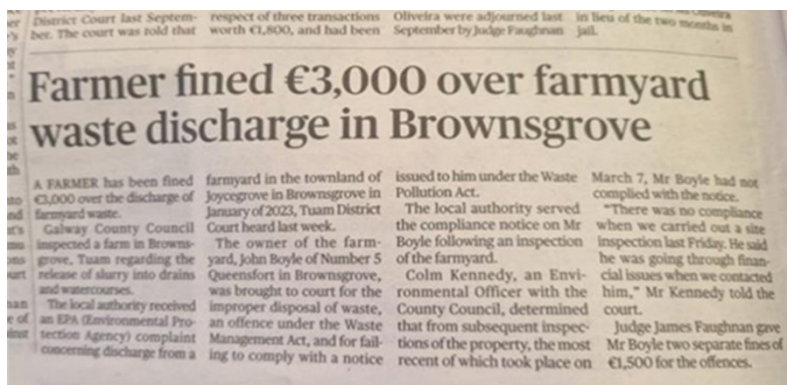 District Court last Septem-
ber. The court was told that
respect of three transactions
worth €1,800, and had been
Oliveira were adjourned last
September by Judge Faughnan
in lieu of the two months in
jail.
Farmer fined €3,000 over farmyard
waste discharge in Brownsgrove
A FARMER has been fined
€3,000 over the discharge of
farmyard waste.
Galway County Council
inspected a farm in Browns-
grove, Tuam regarding the
release of slurry into drains
and watercourses.
The local authority received
an EPA (Environmental Pro-
tection Agency) complaint
concerning discharge from a
farmyard in the townland of
Joycegrove in Brownsgrove in
January of 2023, Tuam District
Court heard last week.
The owner of the farm-
yard, John Boyle of Number 5
Queensfort in Brownsgrove,
was brought to court for the
improper disposal of waste,
an offence under the Waste
Management Act, and for fail-
ing to comply with a notice
issued to him under the Waste
Pollution Act.
The local authority served
the compliance notice on Mr
Boyle following an inspection
of the farmyard.
Colm Kennedy, an Envi-
ronmental Officer with the
County Council, determined
that from subsequent inspec-
tions of the property, the most
recent of which took place on
March 7, Mr Boyle had not
complied with the notice.
"There was no compliance
when we carried out a site
inspection last Friday. He said
he was going through finan-
cial issues when we contacted
him," Mr Kennedy told the
court.
Judge James Faughnan gave
Mr Boyle two separate fines of
€1,500 for the offences.